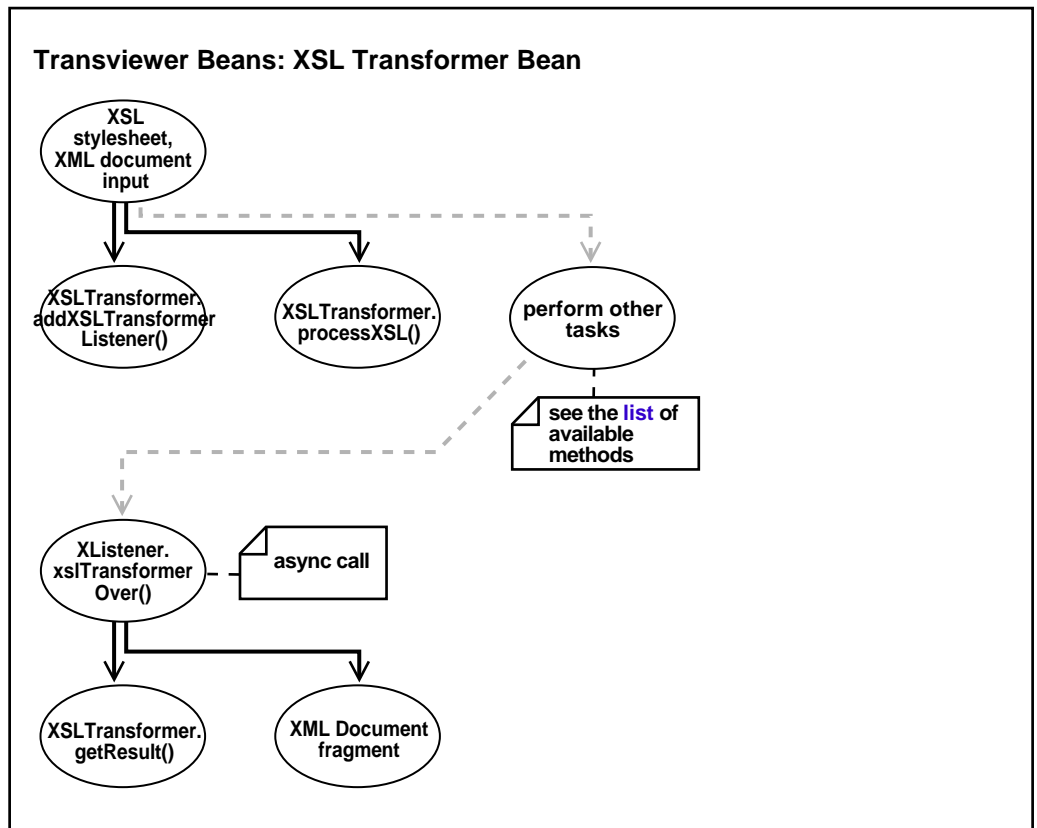 Transviewer Beans: XSL Transformer Bean
XSL
stylesheet,
XML document
input
XSLTransformer.
addXSLTransformer
Listener()
XSLTransformer.
processXSL()
perform other
tasks
see the list of
available
methods
XListener.
xslTransformer
Over()
async call
XSLTransformer.
getResult()
XML Document
fragment